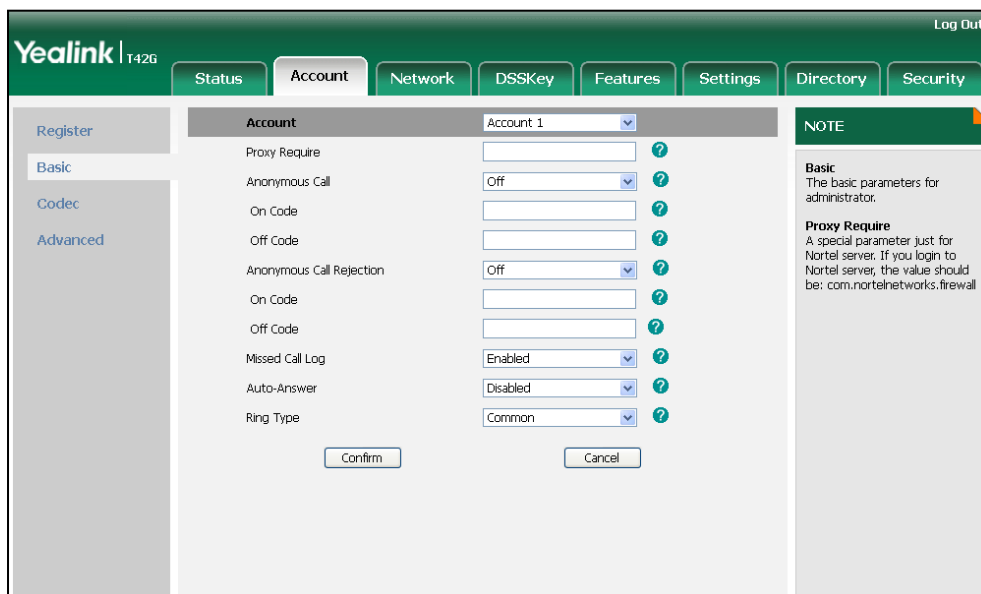 Log Out
Yealink T42G
Status Account Network DSSKey Features Settings Directory Security
Register
Basic
Codec
Advanced
Account Account 1
Proxy Require ?
Anonymous Call Off ?
On Code ?
Off Code ?
Anonymous Call Rejection Off ?
On Code ?
Off Code ?
Missed Call Log Enabled ?
Auto-Answer Disabled ?
Ring Type Common ?
Confirm Cancel
NOTE
Basic
The basic parameters for
administrator.
Proxy Require
A special parameter just for
Nortel server. If you login to
Nortel server, the value should
be: com.nortelnetworks.firewall